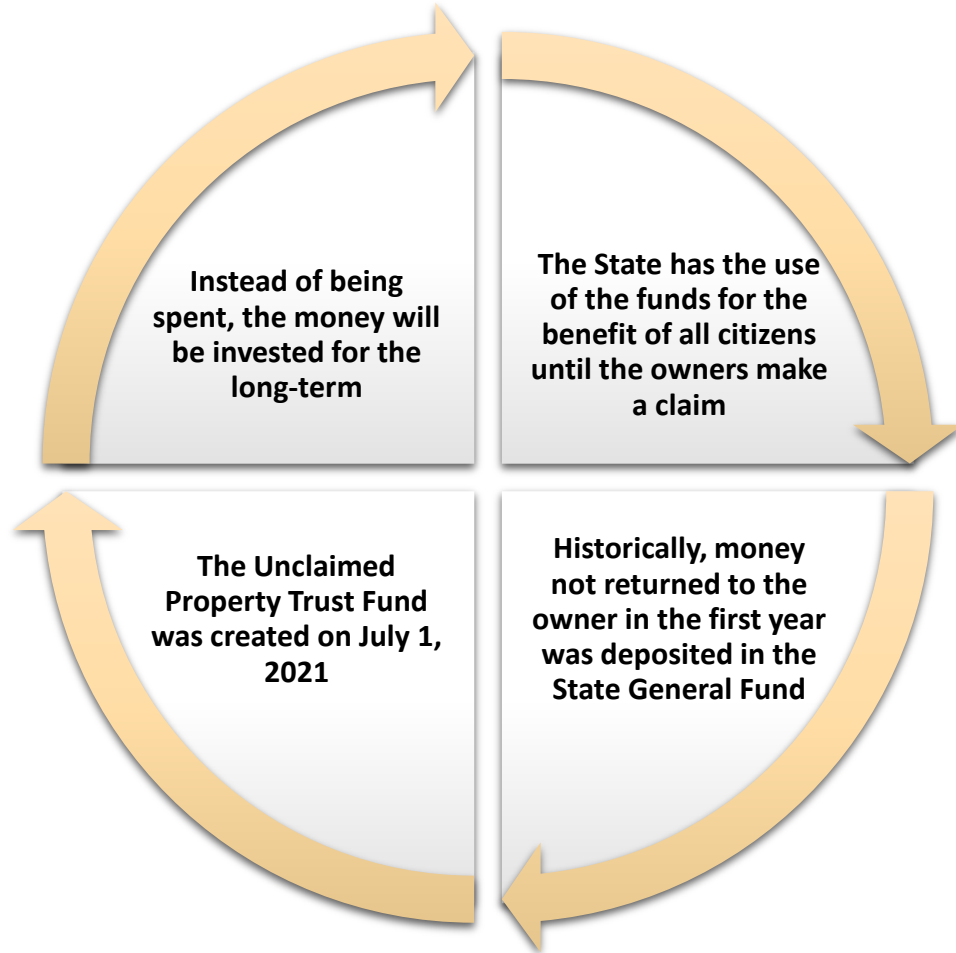 Instead of being
spent, the money will
be invested for the
long-term
The State has the use
of the funds for the
benefit of all citizens
until the owners make
a claim
Historically, money
not returned to the
owner in the first year
was deposited in the
State General Fund
The Unclaimed
Property Trust Fund
was created on July 1,
2021